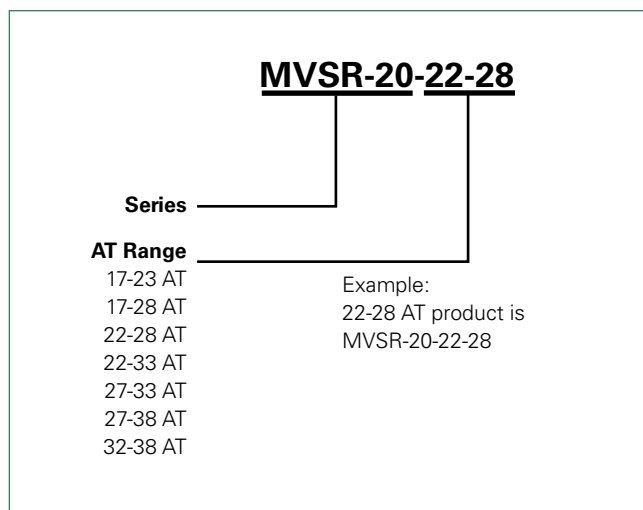 MVSR-20-22-28
Series
AT Range
17-23 AT
17-28 AT
22-28 AT
22-33 AT
27-33 AT
27-38 AT
32-38 AT
Example:
22-28 AT product is
MVSR-20-22-28